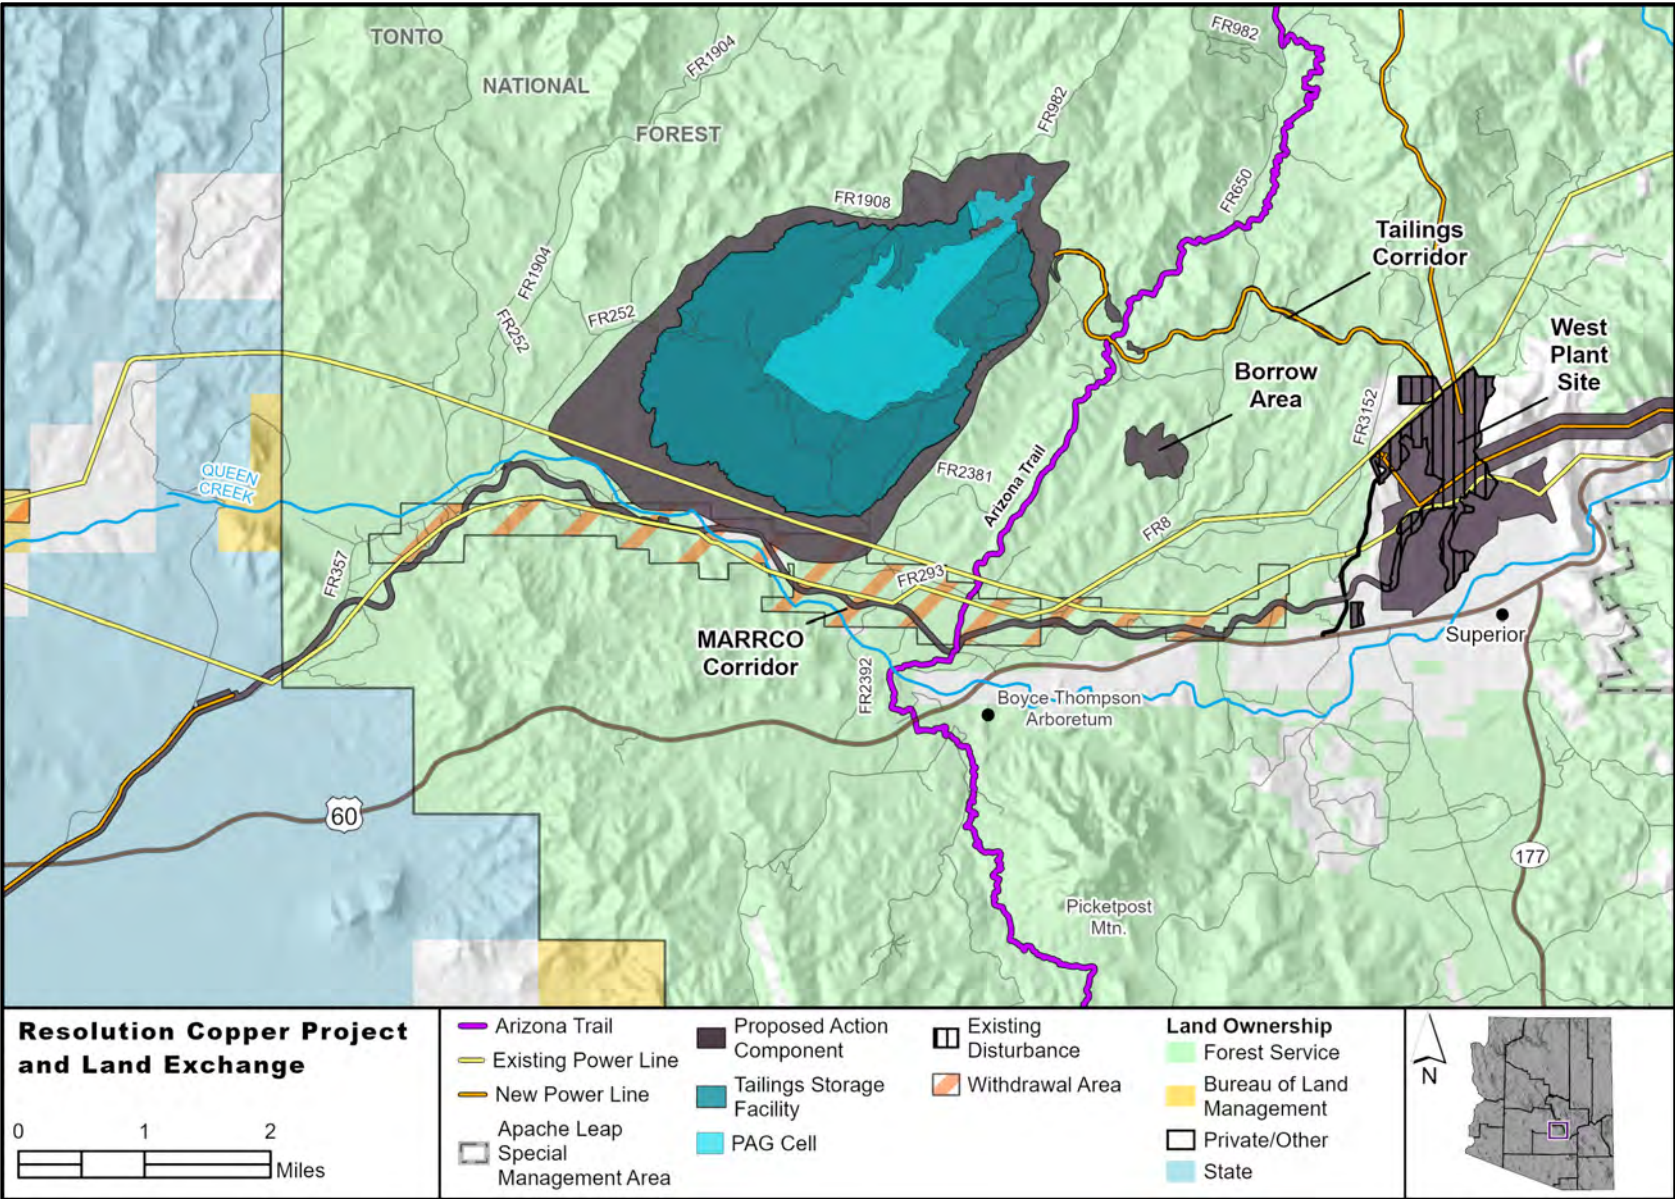 TONTO
NATIONAL
FOREST
FR1904
FR982
FR982
FR650
FR1908
FR1904
FR252
FR252
Tailings
Corridor
West
Plant
Site
Borrow
Area
FR3152
QUEEN
CREEK
FR2381
Arizona Trail
FR8
FR357
FR293
MARRCO
Corridor
Superior
FR2392
Boyce Thompson
Arboretum
60
177
Picketpost
Mtn.
Resolution Copper Project
and Land Exchange
0 1 2
Miles
Arizona Trail
Existing Power Line
New Power Line
Apache Leap
Special
Management Area
Proposed Action
Component
Tailings Storage
Facility
PAG Cell
Existing
Disturbance
Withdrawal Area
Land Ownership
Forest Service
Bureau of Land
Management
Private/Other
State
N